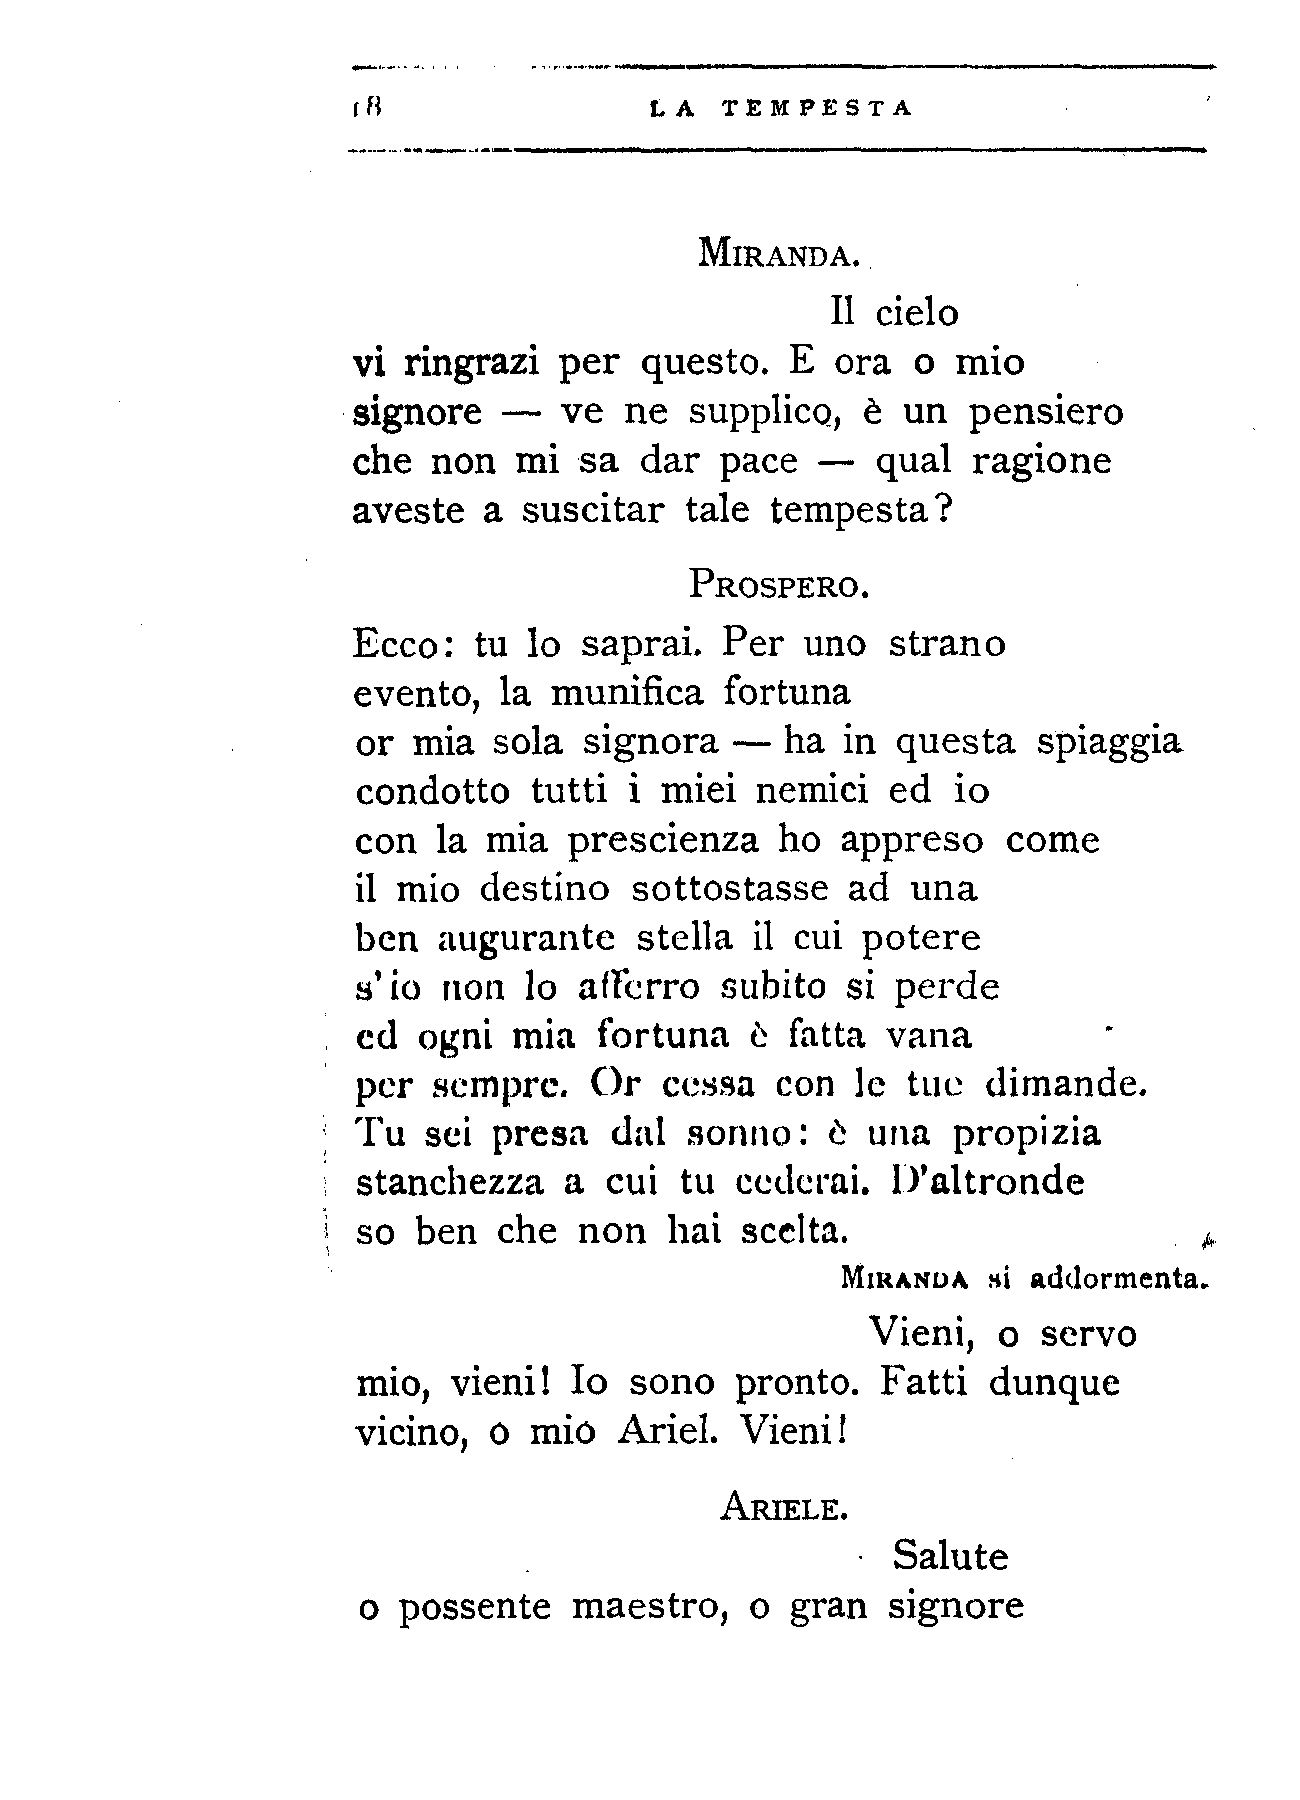 18 LA TEMPESTA
MIRANDA.
Il cielo
vi ringrazi per questo. E ora o mio
signore — ve ne supplico, è un pensiero
che non mi sa dar pace — qual ragione
aveste a suscitar tale tempesta?
PROSPERO.
Ecco: tu lo saprai. Per uno strano
evento, la munifica fortuna
or mia sola signora — ha in questa spiaggia
condotto tutti i miei nemici ed io
con la mia prescienza ho appreso come
il mio destino sottostasse ad una
ben augurante stella il cui potere
s'io non lo afferro subito si perde
ed ogni mia fortuna è fatta vana
per sempre. Or cessa con le tue dimande.
Tu sei presa dal sonno: è una propizia
stanchezza a cui tu cederai. D'altronde
so ben che non hai scelta.
MIRANDA si addormenta.
Vieni, o servo
mio, vieni! Io sono pronto. Fatti dunque
vicino, o mio Ariel. Vieni!
ARIELE.
Salute
o possente maestro, o gran signore